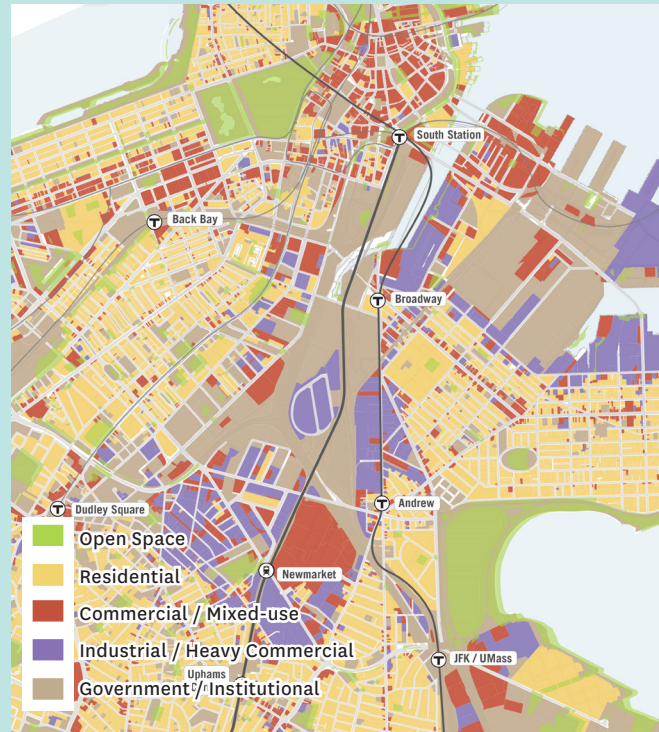 South Station
Back Bay
Broadway
Dudley Square
Andrew
Open Space
Newmarket
Residential
Commercial / Mixed-use
Industrial / Heavy Commercial
JFK / UMass
Uphams
Government / Institutional